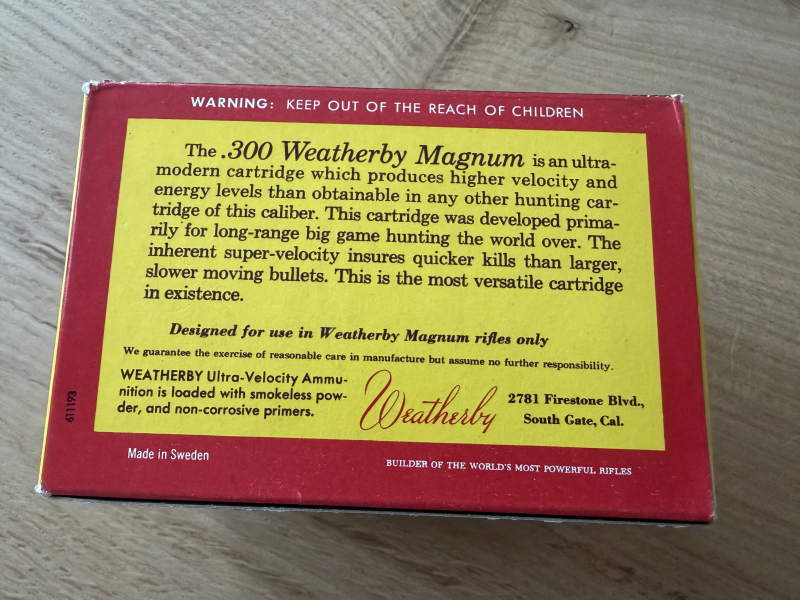 WARNING: KEEP OUT OF THE REACH OF CHILDREN
The .300 Weatherby Magnum is an ultra-
modern cartridge which produces higher velocity and
energy levels than obtainable in any other hunting car-
tridge of this caliber. This cartridge was developed prima-
rily for long-range big game hunting the world over. The
inherent super-velocity insures quicker kills than larger,
slower moving bullets. This is the most versatile cartridge
in existence.
Designed for use in Weatherby Magnum rifles only
We guarantee the exercise of reasonable care in manufacture but assume no further responsibility.
WEATHERBY Ultra-Velocity Ammu-
nition is loaded with smokeless pow-
der, and non-corrosive primers.
Weatherby
2781 Firestone Blvd.,
South Gate, Cal.
611193
Made in Sweden
BUILDER OF THE WORLD'S MOST POWERFUL RIFLES